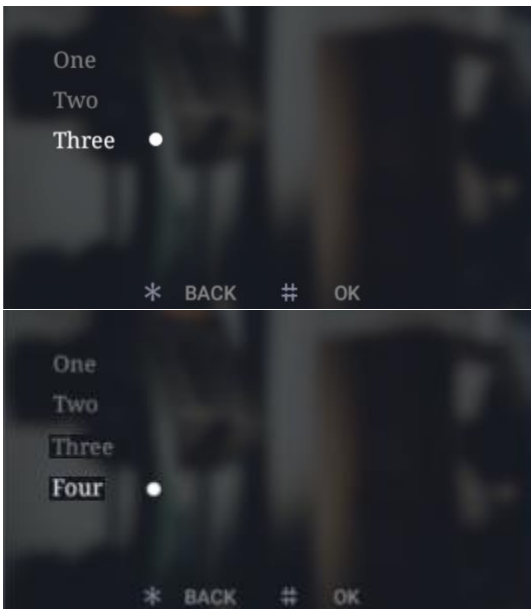 One
Two
Three
* BACK # OK
One
Two
Three
Four
* BACK # OK